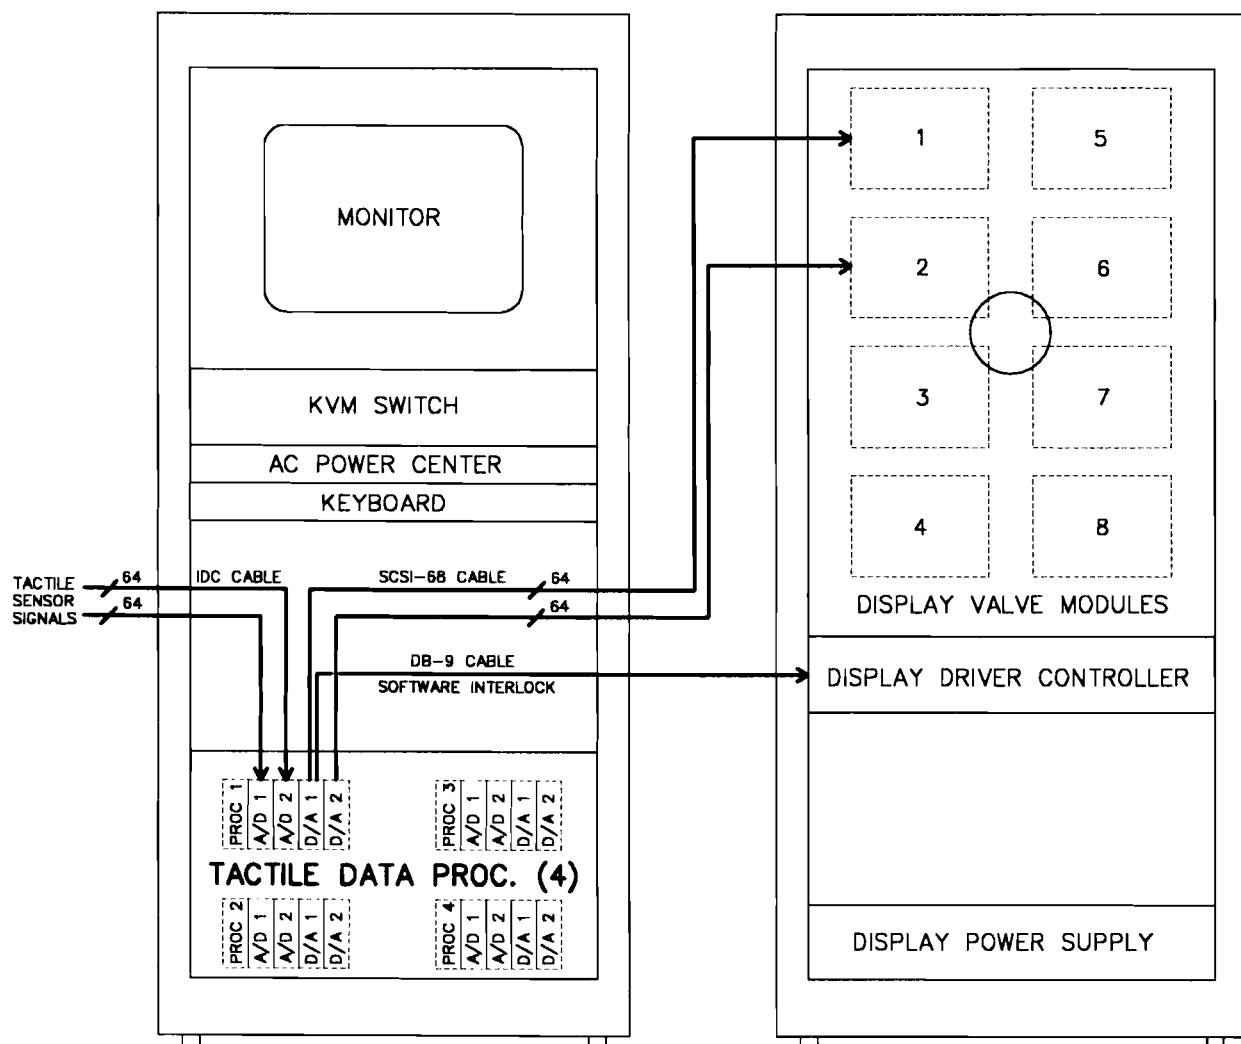 MONITOR
KVM SWITCH
AC POWER CENTER
KEYBOARD
TACTILE
SENSOR
SIGNALS
64
64
IDC CABLE
SCSI-68 CABLE
64
64
DB-9 CABLE
SOFTWARE INTERLOCK
PROC 1
A/D 1
A/D 2
D/A 1
D/A 2
PROC 3
A/D 1
A/D 2
D/A 1
D/A 2
TACTILE DATA PROC. (4)
PROC 2
A/D 1
A/D 2
D/A 1
D/A 2
PROC 4
A/D 1
A/D 2
D/A 1
D/A 2
1
5
2
6
3
7
4
8
DISPLAY VALVE MODULES
DISPLAY DRIVER CONTROLLER
DISPLAY POWER SUPPLY